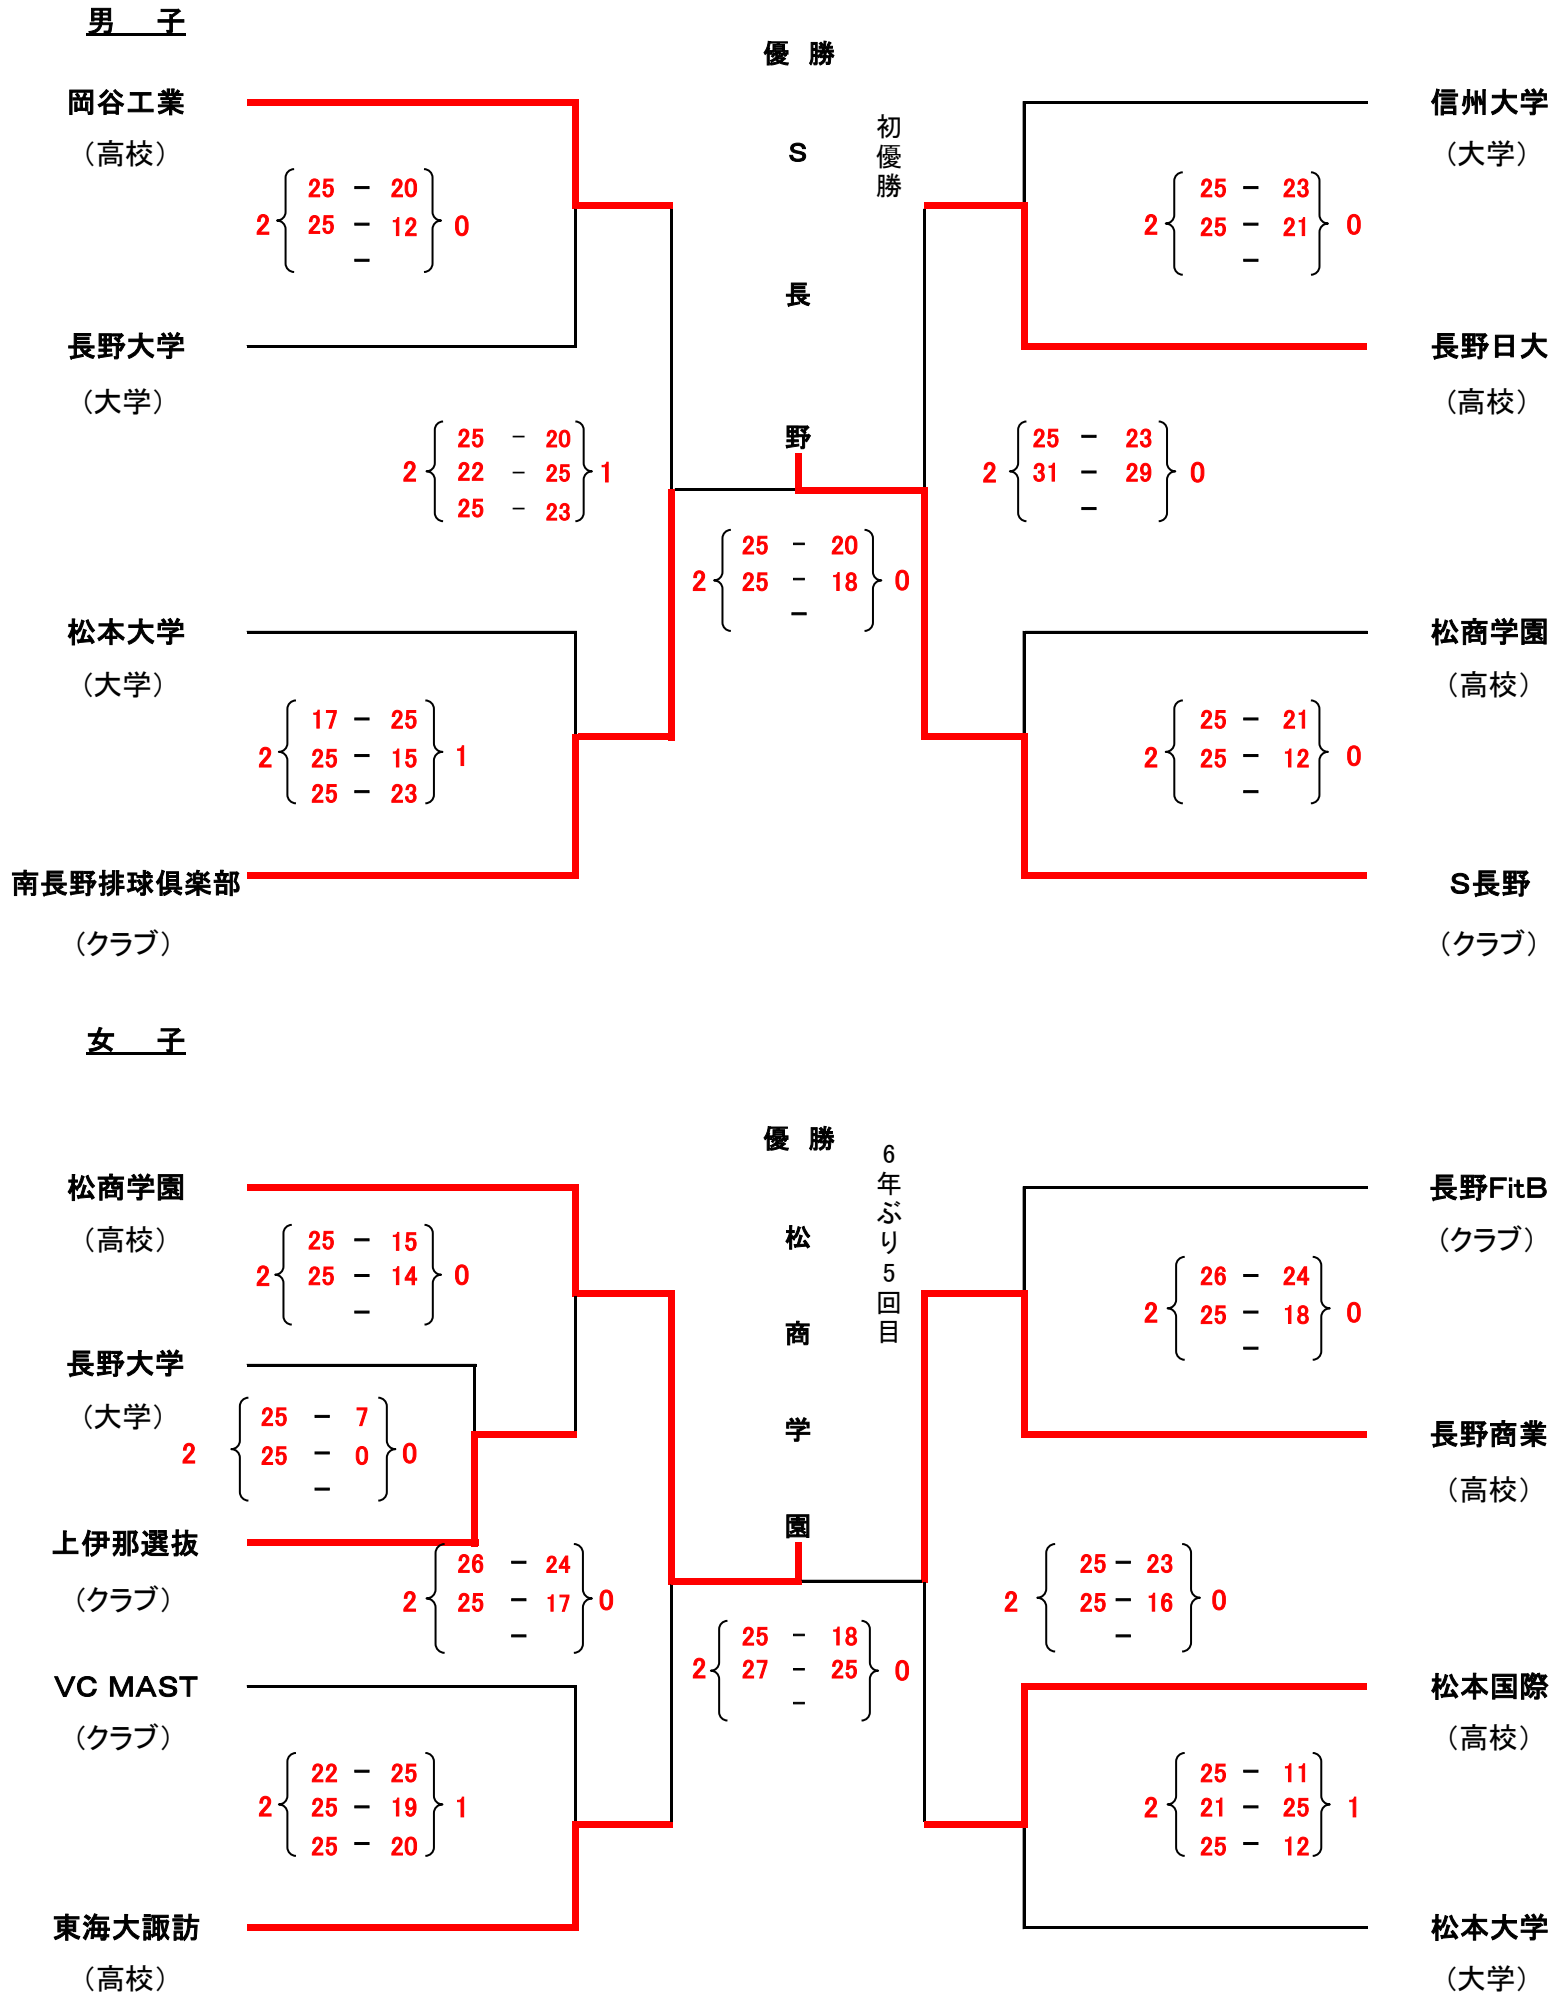 男　子
優 勝
岡谷工業
（高校）
2 25 － 20 0
25 － 12
－
長野大学
（大学）
2 25 － 20 1
22 － 25
25 － 23
松本大学
（大学）
2 17 － 25 1
25 － 15
25 － 23
南長野排球倶楽部
（クラブ）
S長野
初優勝
2 25 － 20 0
25 － 18
－
信州大学
（大学）
2 25 － 23 0
25 － 21
－
長野日大
（高校）
2 25 － 23 0
31 － 29
－
松商学園
（高校）
2 25 － 21 0
25 － 12
－
S長野
（クラブ）
女　子
優 勝
松商学園
（高校）
2 25 － 15 0
25 － 14
－
長野大学
（大学）
2 25 － 7 0
25 － 0
－
上伊那選抜
（クラブ）
2 26 － 24 0
25 － 17
－
VC MAST
（クラブ）
2 22 － 25 1
25 － 19
25 － 20
東海大諏訪
（高校）
松商学園
6年ぶり5回目
2 25 － 18 0
27 － 25
－
長野FitB
（クラブ）
2 26 － 24 0
25 － 18
－
長野商業
（高校）
2 25 － 23 0
25 － 16
－
松本国際
（高校）
2 25 － 11 1
21 － 25
25 － 12
松本大学
（大学）